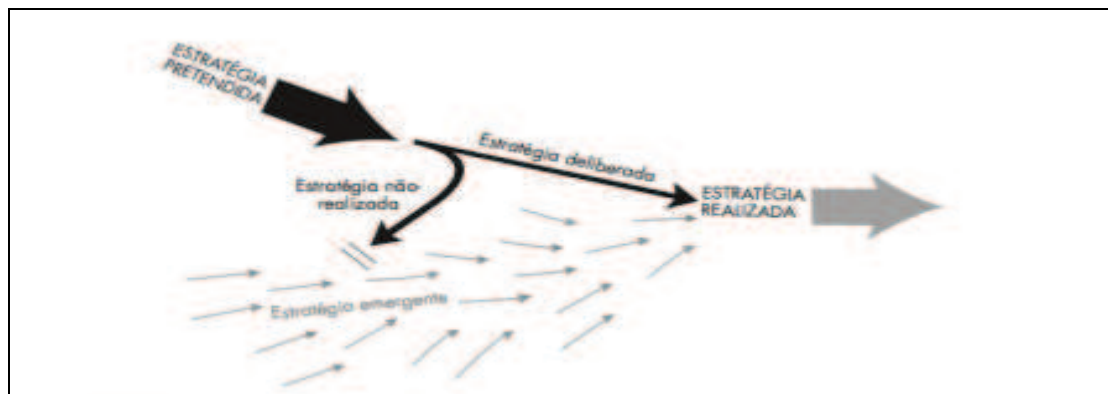 ESTRATÉGIA
PRETENDIDA
Estratégia deliberada
Estratégia não-
realizada
ESTRATÉGIA
REALIZADA
Estratégia emergente